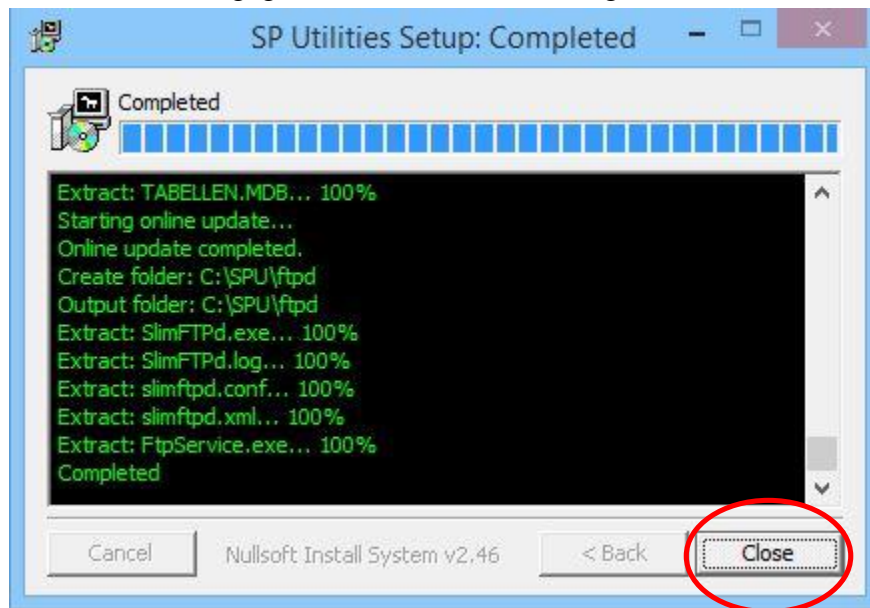 SP Utilities Setup: Completed
Completed
Extract: TABELLEN.MDB... 100%
Starting online update...
Online update completed.
Create folder: C:\SPU\ftpd
Output folder: C:\SPU\ftpd
Extract: SlimFTPd.exe... 100%
Extract: SlimFTPd.log... 100%
Extract: slimftpd.conf... 100%
Extract: slimftpd.xml... 100%
Extract: FtpService.exe... 100%
Completed
Cancel Nullsoft Install System v2.46 < Back Close